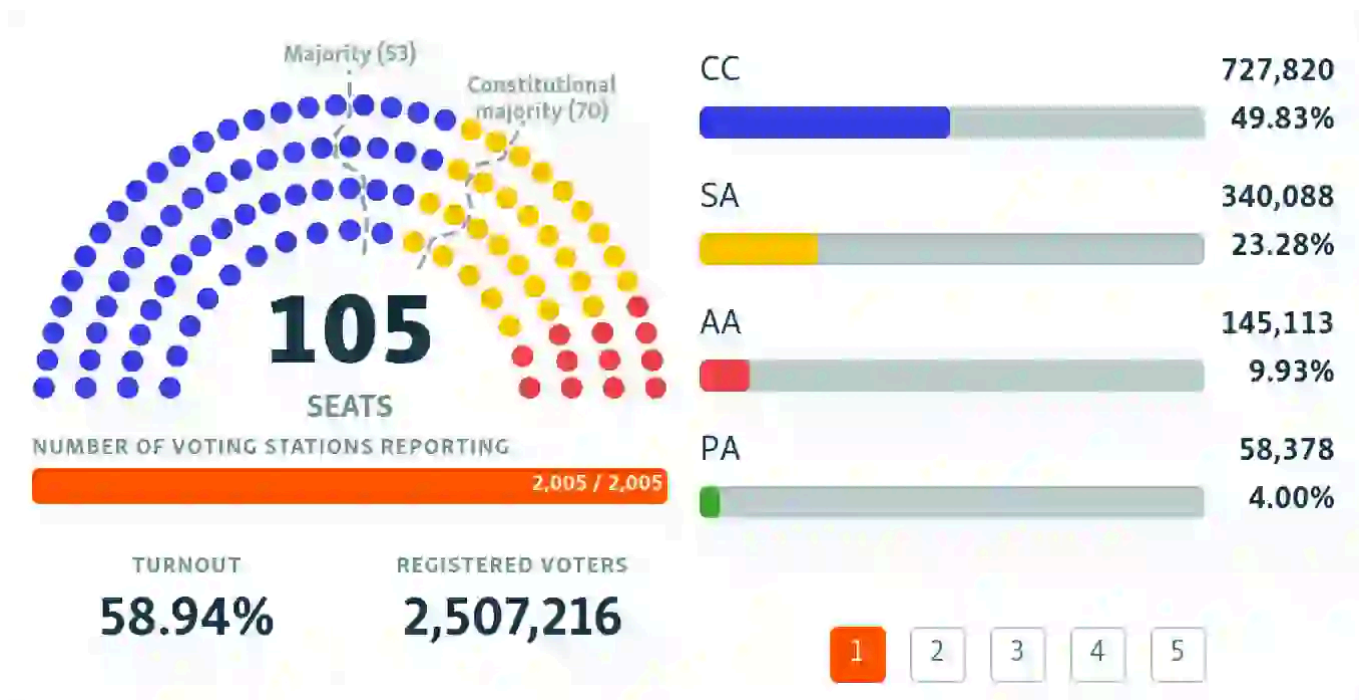 Majority (53)
Constitutional
majority (70)
105
SEATS
NUMBER OF VOTING STATIONS REPORTING
2,005 / 2,005
TURNOUT
58.94%
REGISTERED VOTERS
2,507,216
CC
727,820
49.83%
SA
340,088
23.28%
AA
145,113
9.93%
PA
58,378
4.00%
1 2 3 4 5